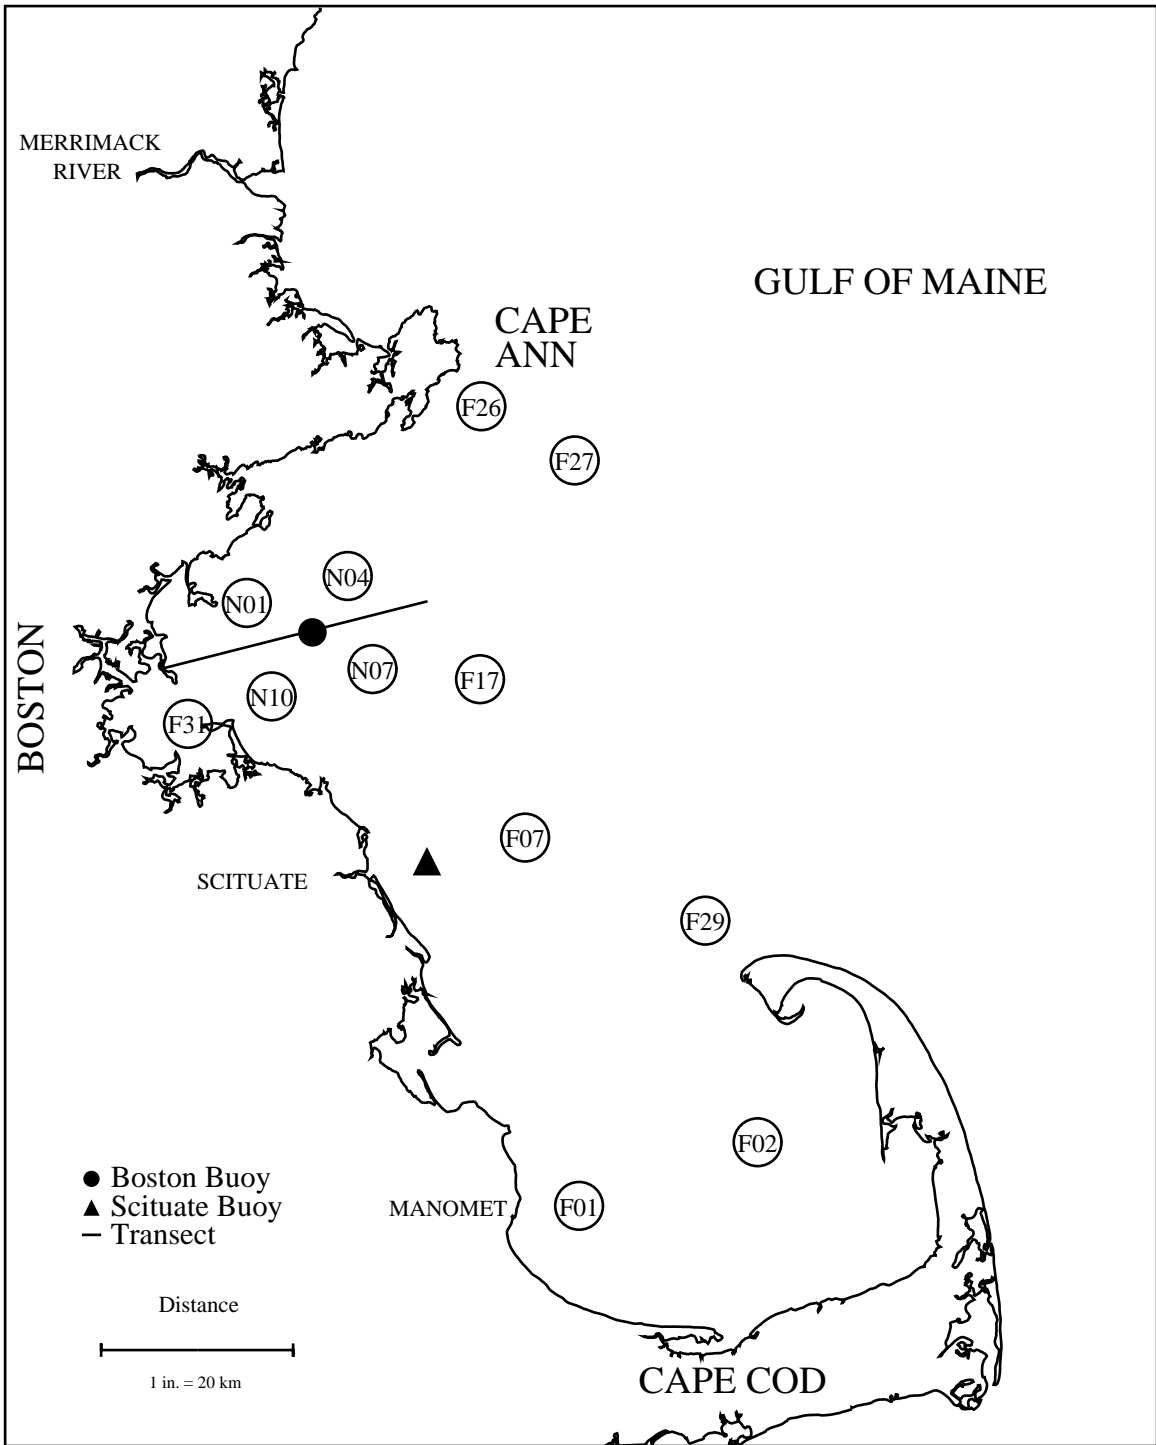 MERRIMACK
RIVER
GULF OF MAINE
CAPE
ANN
F26
F27
N04
N01
BOSTON
N07
F17
N10
F31
F07
SCITUATE
F29
F02
Boston Buoy
Scituate Buoy
Transect
MANOMET
F01
Distance
1 in. = 20 km
CAPE COD